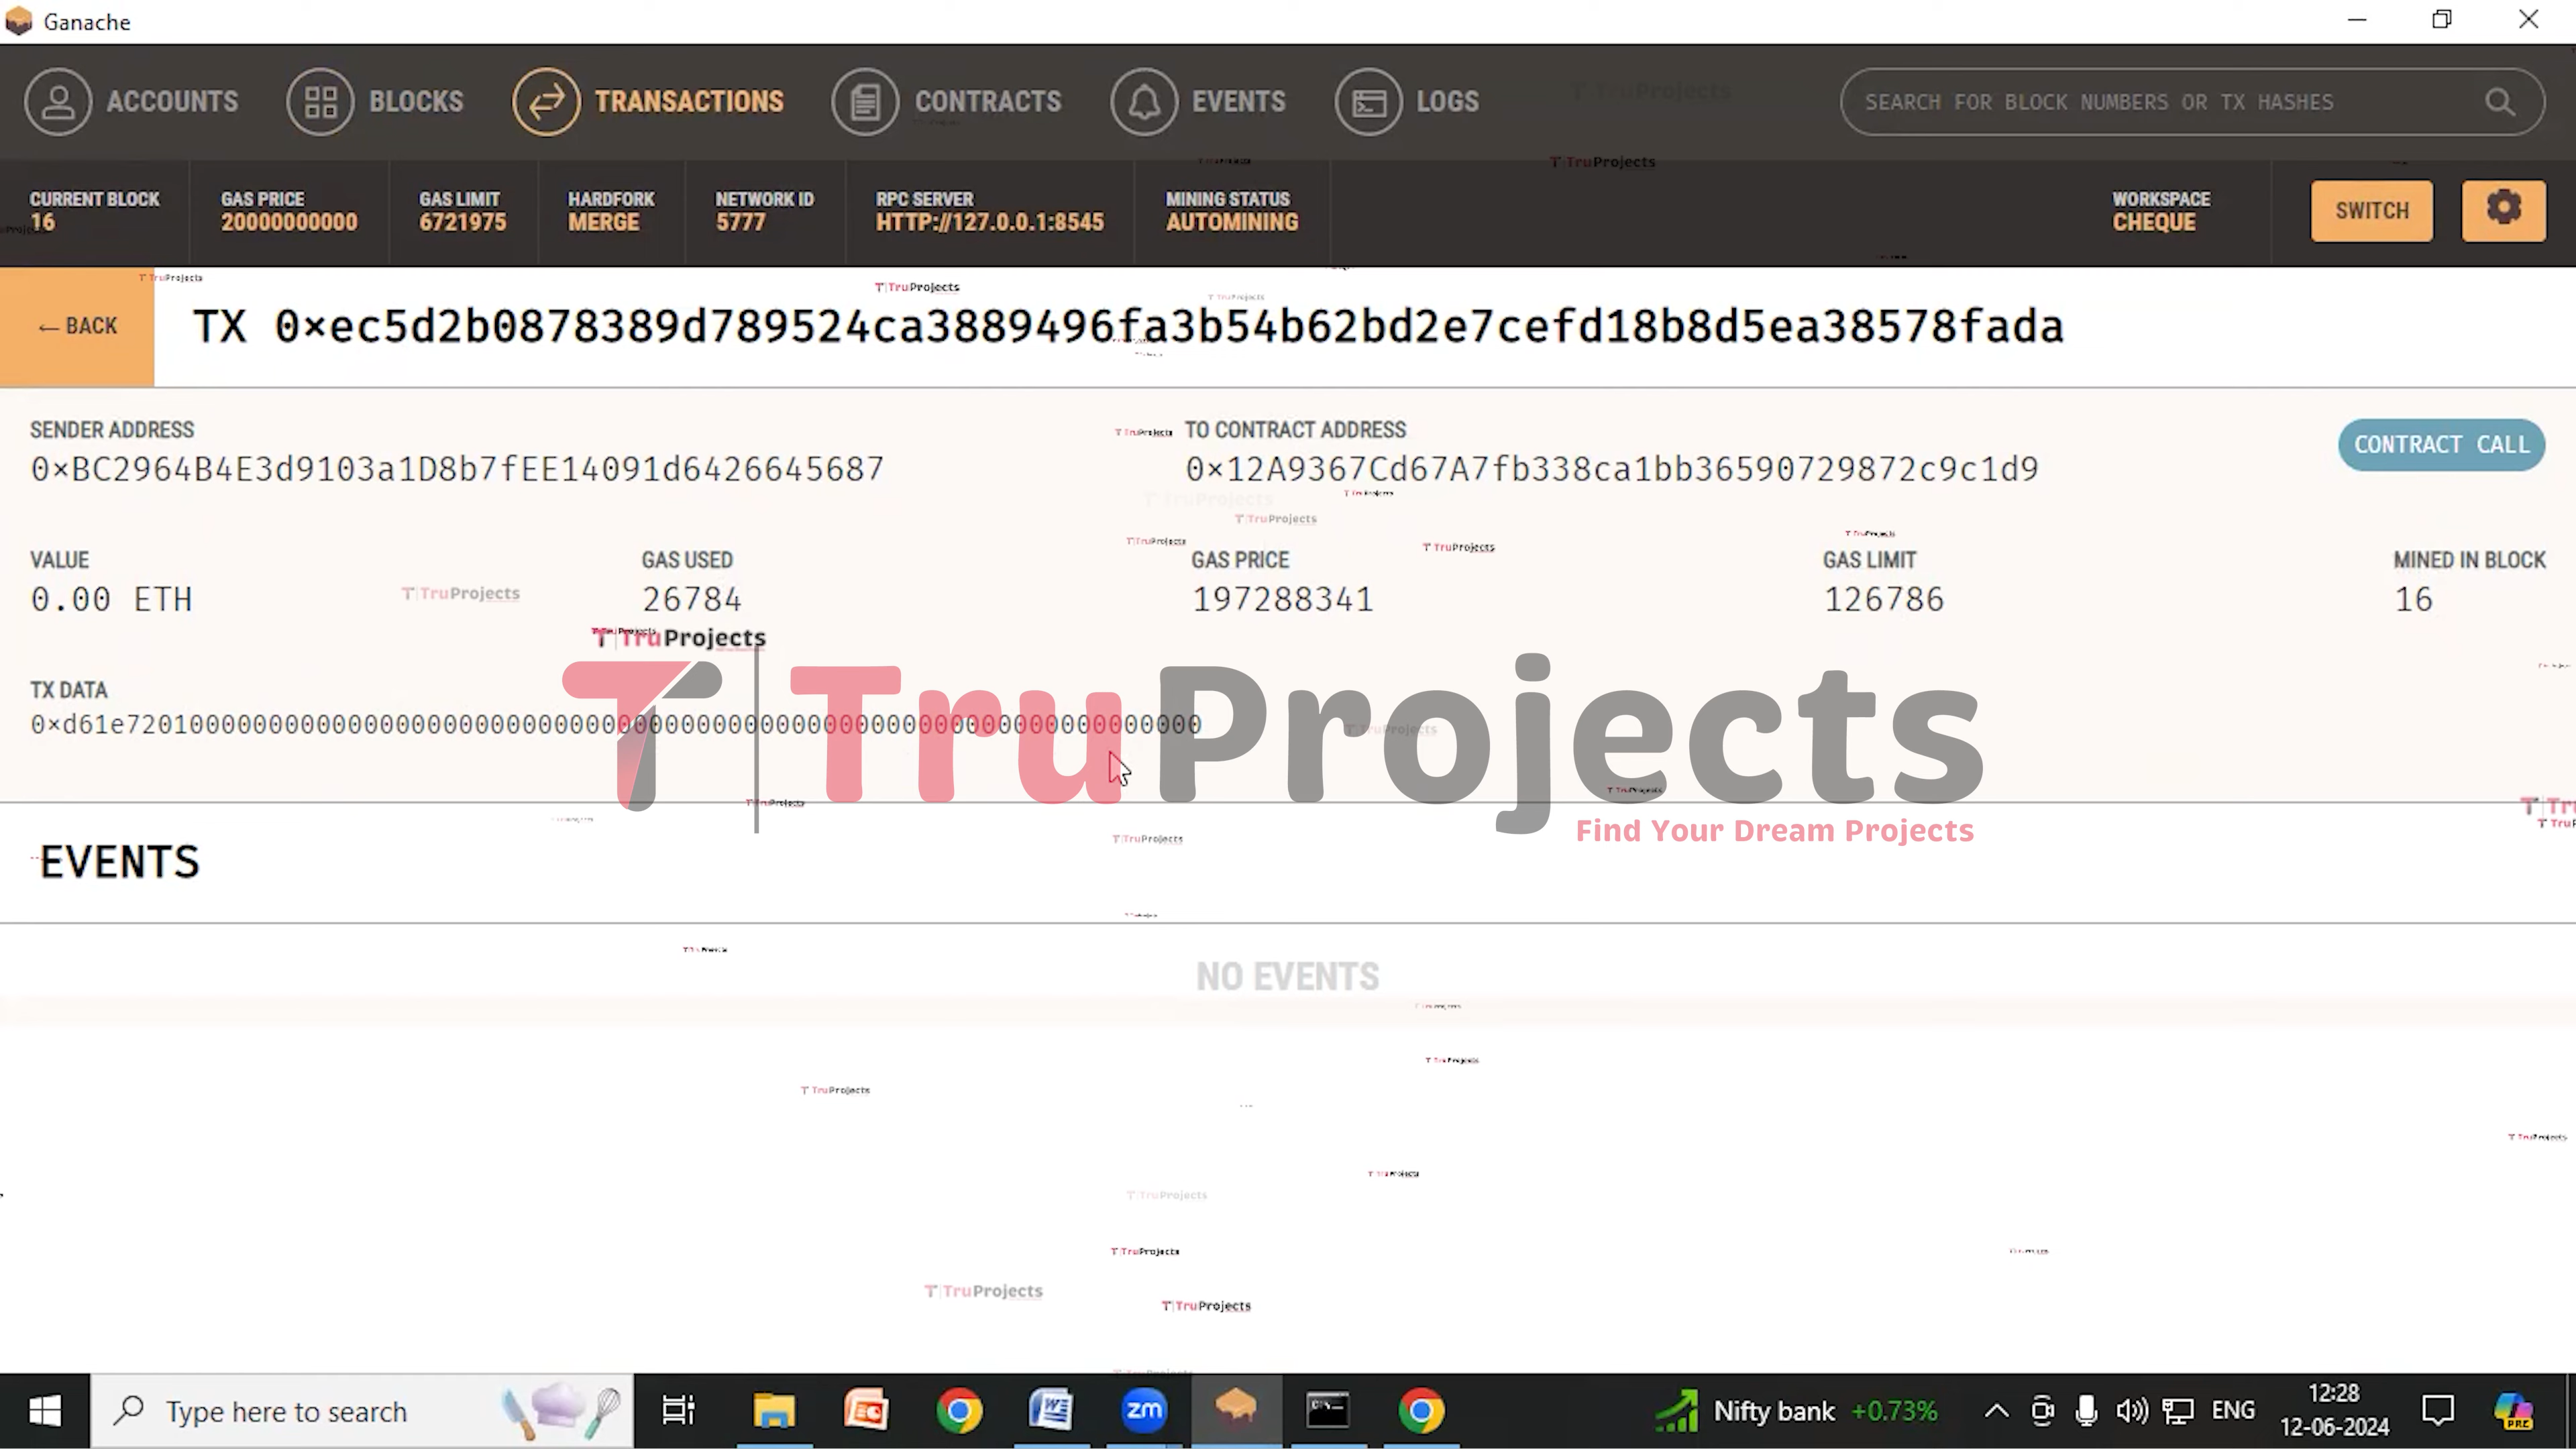 Ganache
ACCOUNTS BLOCKS TRANSACTIONS CONTRACTS EVENTS LOGS SEARCH FOR BLOCK NUMBERS OR TX HASHES
CURRENT BLOCK GAS PRICE GAS LIMIT HARDFORK NETWORK ID RPC SERVER MINING STATUS WORKSPACE
16 20000000000 6721975 MERGE 5777 HTTP://127.0.0.1:8545 AUTOMINING CHEQUE SWITCH
← BACK TX 0×ec5d2b0878389d789524ca3889496fa3b54b62bd2e7cefd18b8d5ea38578fada
SENDER ADDRESS TO CONTRACT ADDRESS
0×BC2964B4E3d9103a1D8b7fEE14091d6426645687 0×12A9367Cd67A7fb338ca1bb36590729872c9c1d9 CONTRACT CALL
VALUE GAS USED GAS PRICE GAS LIMIT MINED IN BLOCK
0.00 ETH 26784 197288341 126786 16
TruProjects
TX DATA
0×d61e72010000000000000000000000000000000000000000000000000000000000000000
TruProjects
Find Your Dream Projects
EVENTS
NO EVENTS
Type here to search Nifty bank +0.73% ENG 12:28
12-06-2024